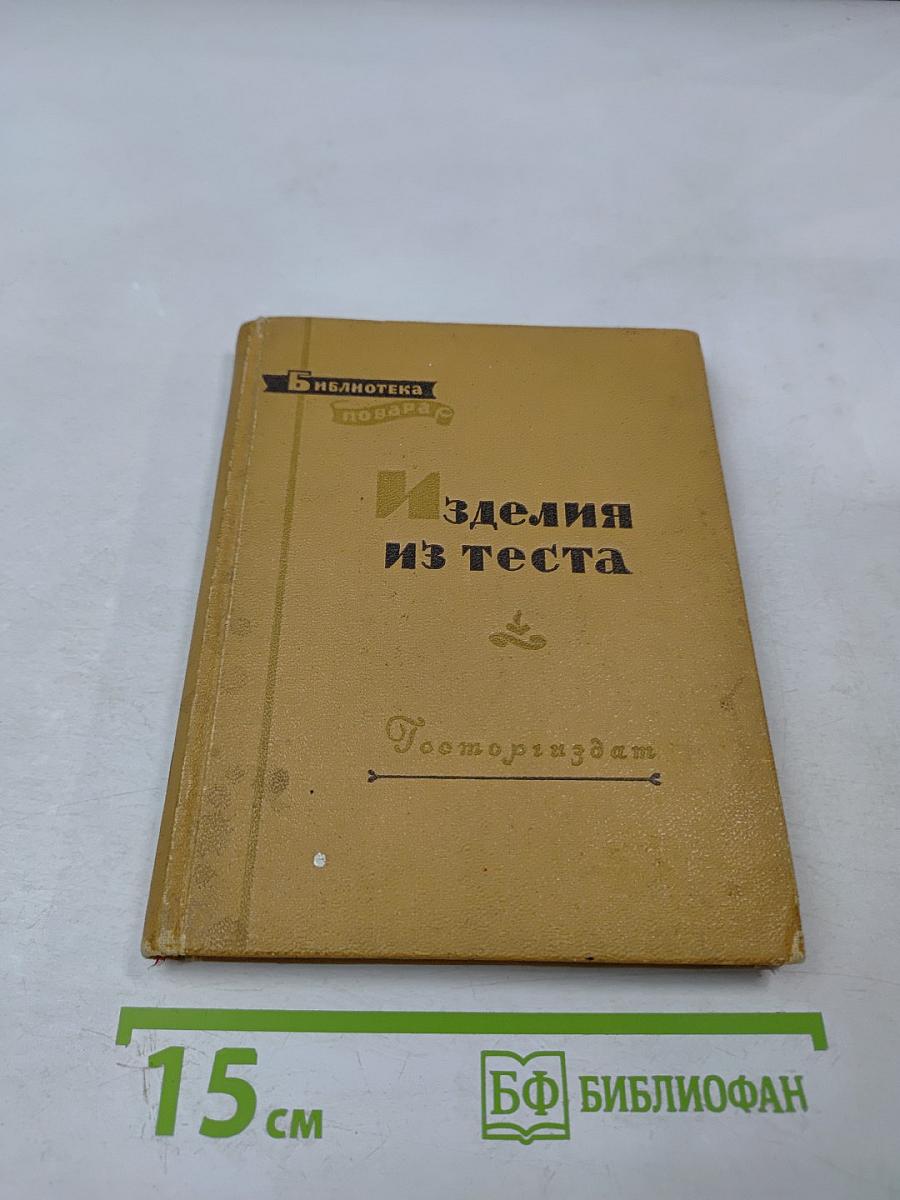 Библиотека
повара
Изделия
из теста
Госторгиздат
15 см
БФ БИБЛИОФАН